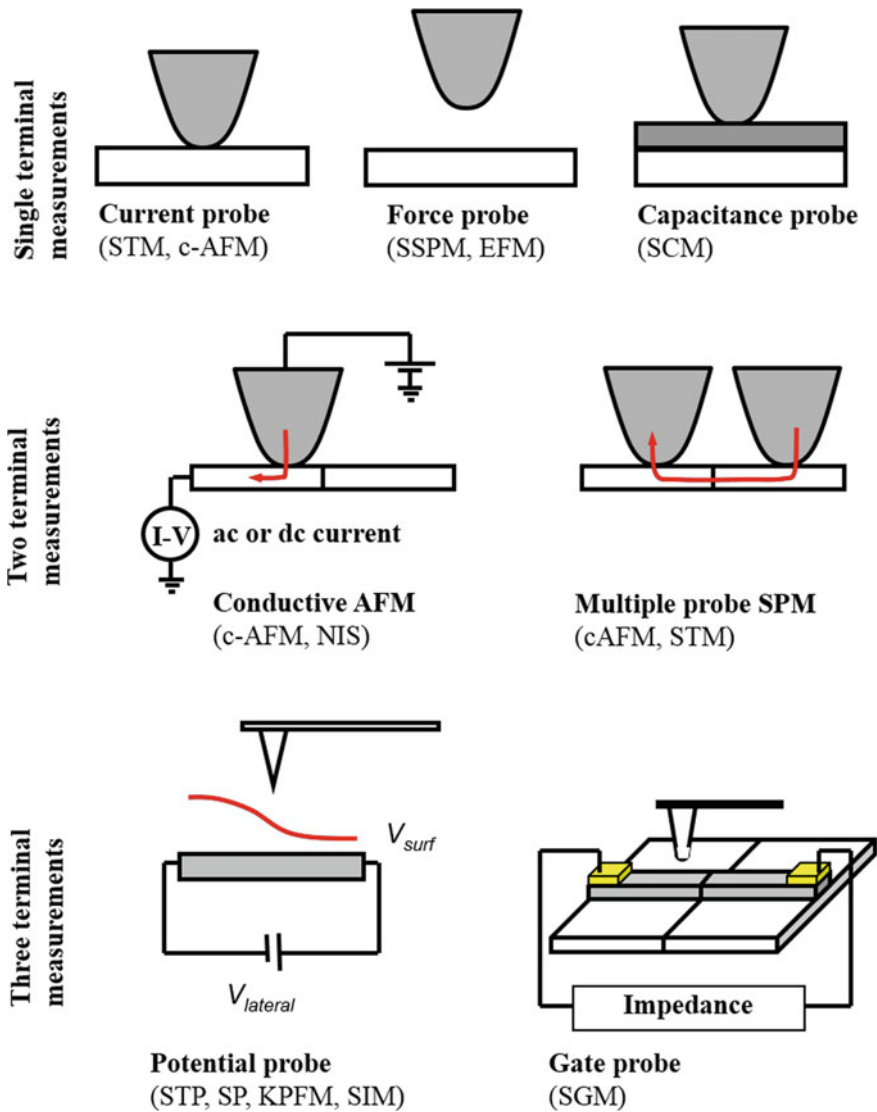 Single terminal
measurements
Current probe
(STM, c-AFM)
Force probe
(SSPM, EFM)
Capacitance probe
(SCM)
Two terminal
measurements
I-V
ac or dc current
Conductive AFM
(c-AFM, NIS)
Multiple probe SPM
(cAFM, STM)
Three terminal
measurements
Vsurf
Vlateral
Potential probe
(STP, SP, KPFM, SIM)
Impedance
Gate probe
(SGM)